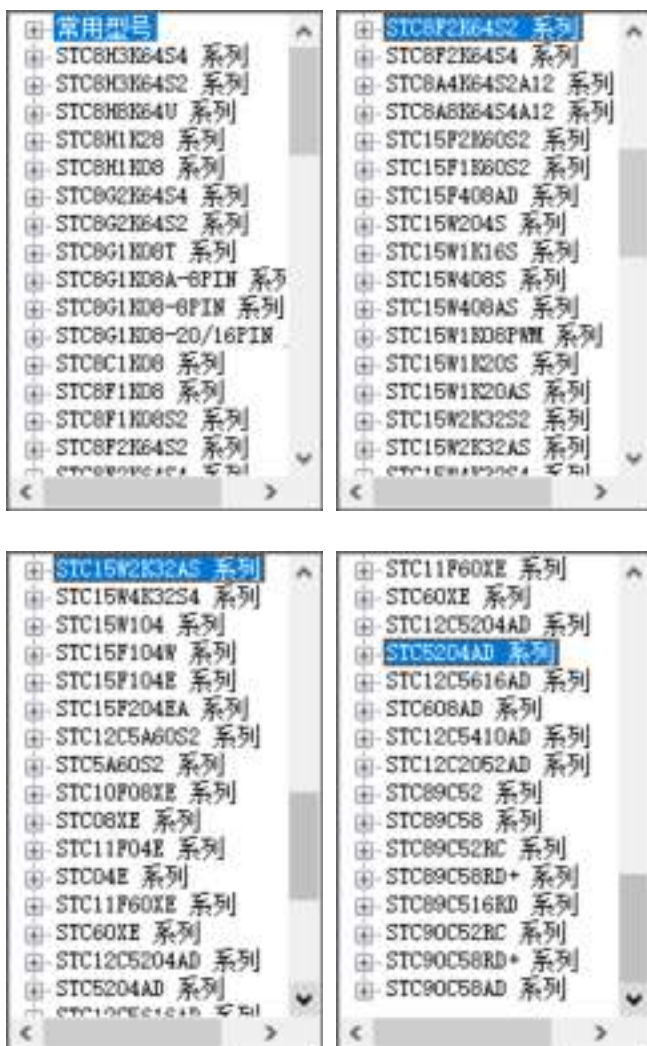 常用型号
STC8H3K64S4 系列
STC8H3K64S2 系列
STC8H8K64U 系列
STC8H1K28 系列
STC8H1K08 系列
STC8G2K64S4 系列
STC8G2K64S2 系列
STC8G1K08T 系列
STC8G1K08A-8PIN 系列
STC8G1K08-8PIN 系列
STC8G1K08-20/16PIN
STC8C1K08 系列
STC8F1K08 系列
STC8F1K08S2 系列
STC8F2K64S2 系列
STC8F2K64S4 系列
STC8F2K64S2 系列
STC8F2K64S4 系列
STC8A4K64S2A12 系列
STC8A8K64S4A12 系列
STC15F2K60S2 系列
STC15F1K60S2 系列
STC15F408AD 系列
STC15W204S 系列
STC15W1K16S 系列
STC15W408S 系列
STC15W408AS 系列
STC15W1K08PWM 系列
STC15W1K20S 系列
STC15W1K20AS 系列
STC15W2K32S2 系列
STC15W2K32AS 系列
STC15W4K32S4 系列
STC15W2K32AS 系列
STC15W4K32S4 系列
STC15W104 系列
STC15F104W 系列
STC15F104E 系列
STC15F204EA 系列
STC12C5A60S2 系列
STC5A60S2 系列
STC10F08XE 系列
STC08XE 系列
STC11F04E 系列
STC04E 系列
STC11F60XE 系列
STC60XE 系列
STC12C5204AD 系列
STC5204AD 系列
STC12C5616AD 系列
STC11F60XE 系列
STC60XE 系列
STC12C5204AD 系列
STC5204AD 系列
STC12C5616AD 系列
STC608AD 系列
STC12C5410AD 系列
STC12C2052AD 系列
STC89C52 系列
STC89C58 系列
STC89C52RC 系列
STC89C58RD+ 系列
STC89C516RD 系列
STC90C52RC 系列
STC90C58RD+ 系列
STC90C58AD 系列